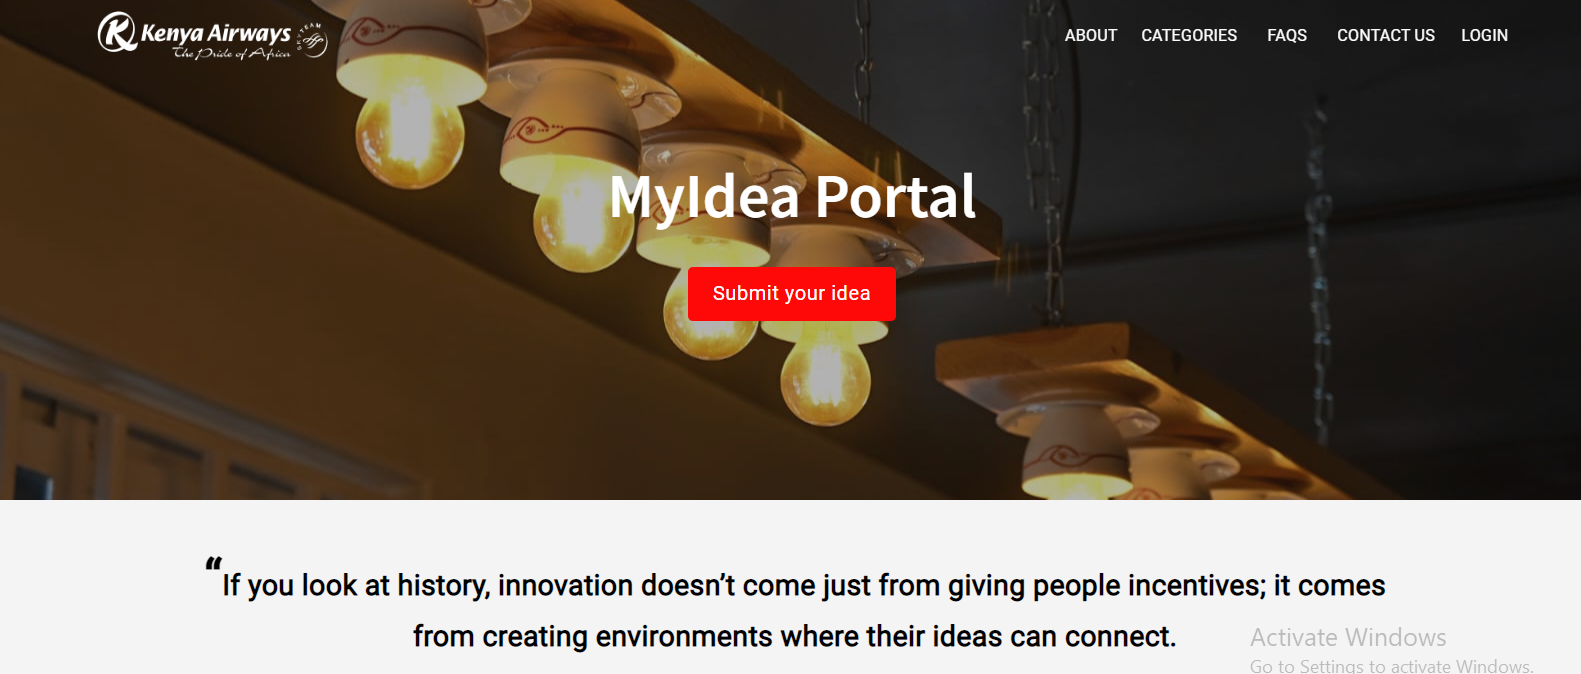 Kenya Airways
The Pride of Africa
SKYTEAM
ABOUT CATEGORIES FAQS CONTACT US LOGIN
MyIdea Portal
Submit your idea
“If you look at history, innovation doesn’t come just from giving people incentives; it comes
from creating environments where their ideas can connect.
Activate Windows
Go to Settings to activate Windows.